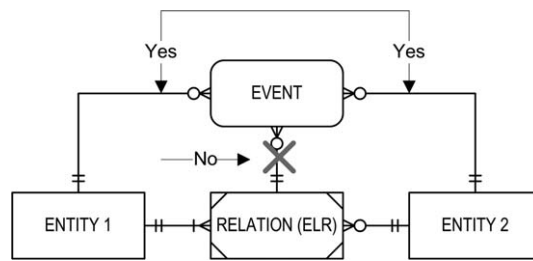 Yes
Yes
EVENT
No
ENTITY 1
RELATION (ELR)
ENTITY 2